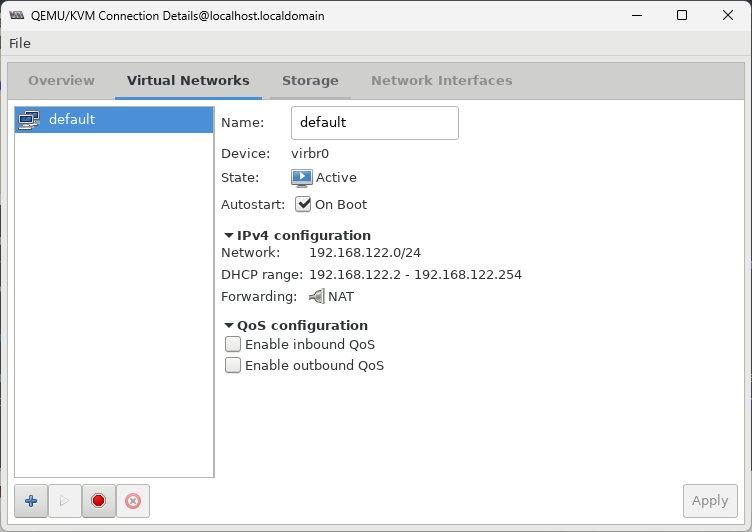 QEMU/KVM Connection Details@localhost.localdomain
File
Overview Virtual Networks Storage Network Interfaces
default
Name: default
Device: virbr0
State: Active
Autostart: On Boot
IPv4 configuration
Network: 192.168.122.0/24
DHCP range: 192.168.122.2 - 192.168.122.254
Forwarding: NAT
QoS configuration
Enable inbound QoS
Enable outbound QoS
Apply